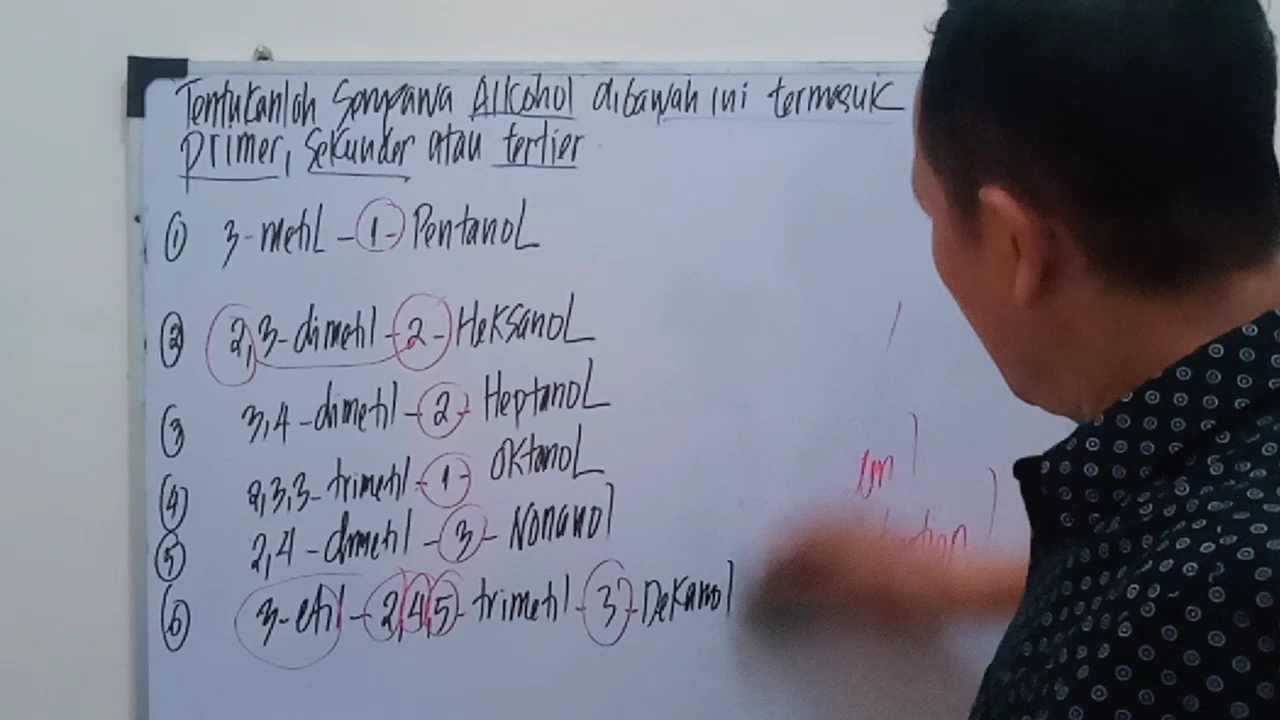 Tentukanlah Senyawa Alkohol dibawah ini termasuk
primer, Sekunder atau tertier
① 3-metil-1-Pentanol
② 2,3-dimetil-2-Heksanol
③ 3,4-dimetil-2-Heptanol
④ 2,3,3-trimetil-1-Oktanol
⑤ 2,4-dimetil-3-Nonanol
⑥ 3-etil-2,4,5-trimetil-3-Dekanol